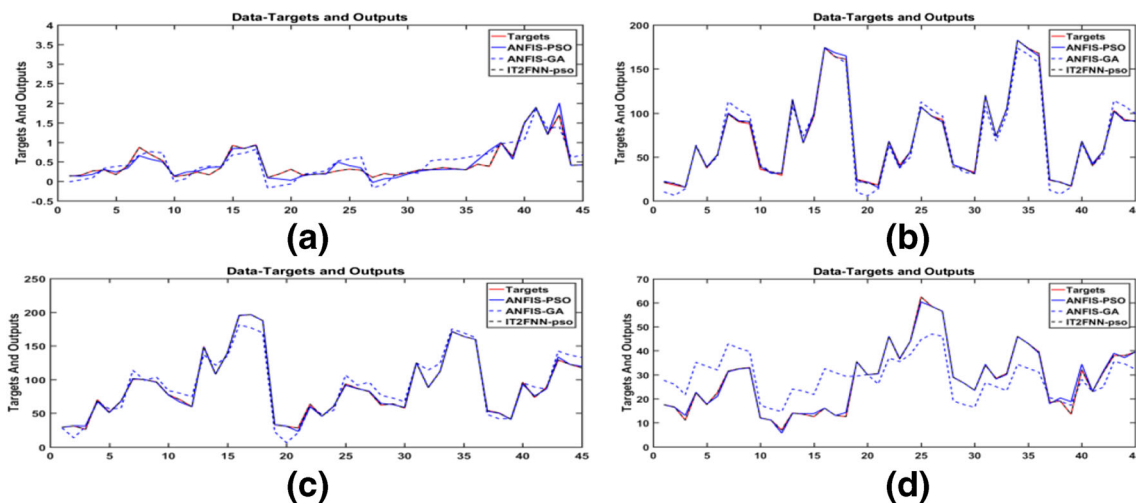 Data-Targets and Outputs
Targets And Outputs
4
3.5
3
2.5
2
1.5
1
0.5
0
-0.5
0 5 10 15 20 25 30 35 40 45
Targets
ANFIS-PSO
ANFIS-GA
IT2FNN-pso
(a)
Data-Targets and Outputs
Targets And Outputs
200
150
100
50
0
0 5 10 15 20 25 30 35 40 45
Targets
ANFIS-PSO
ANFIS-GA
IT2FNN-pso
(b)
Data-Targets and Outputs
Targets And Outputs
250
200
150
100
50
0
0 5 10 15 20 25 30 35 40 45
Targets
ANFIS-PSO
ANFIS-GA
IT2FNN-pso
(c)
Data-Targets and Outputs
Targets And Outputs
70
60
50
40
30
20
10
0
0 5 10 15 20 25 30 35 40 45
Targets
ANFIS-PSO
ANFIS-GA
IT2FNN-pso
(d)